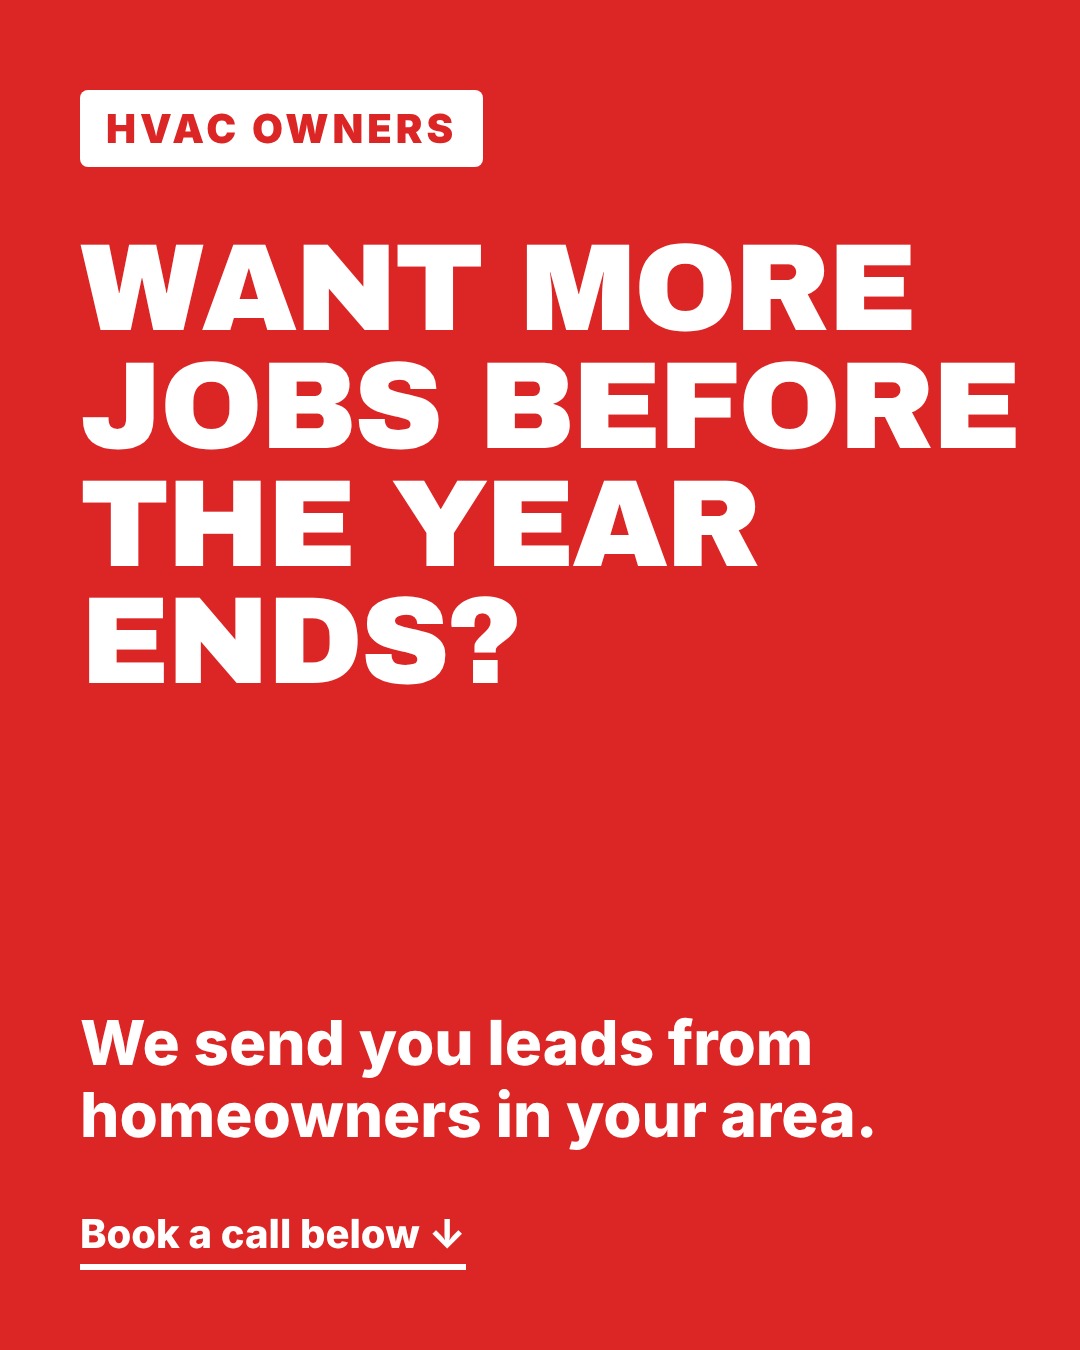 HVAC OWNERS
WANT MORE
JOBS BEFORE
THE YEAR
ENDS?
We send you leads from
homeowners in your area.
Book a call below ↓